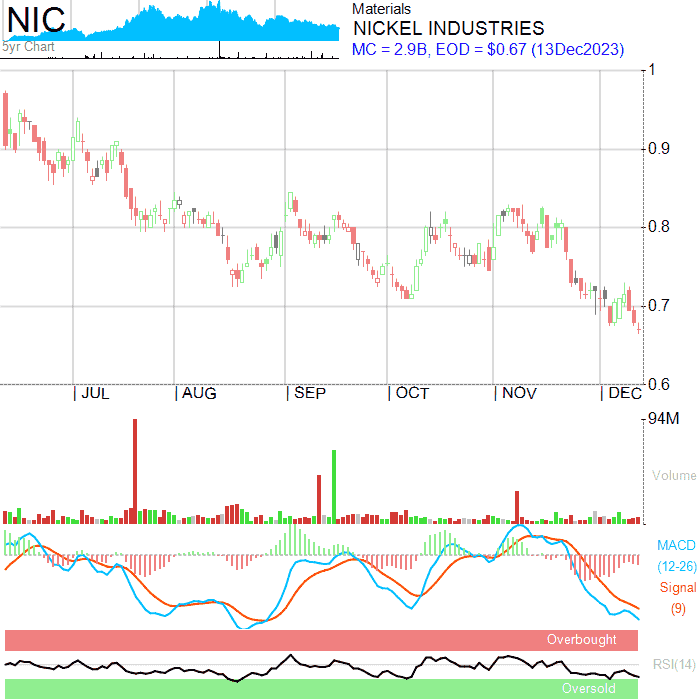 NIC
5yr Chart
Materials
NICKEL INDUSTRIES
MC = 2.9B, EOD = $0.67 (13Dec2023)
1
0.9
0.8
0.7
0.6
JUL AUG SEP OCT NOV DEC
94M
Volume
MACD
(12-26)
Signal
(9)
Overbought
RSI(14)
Oversold